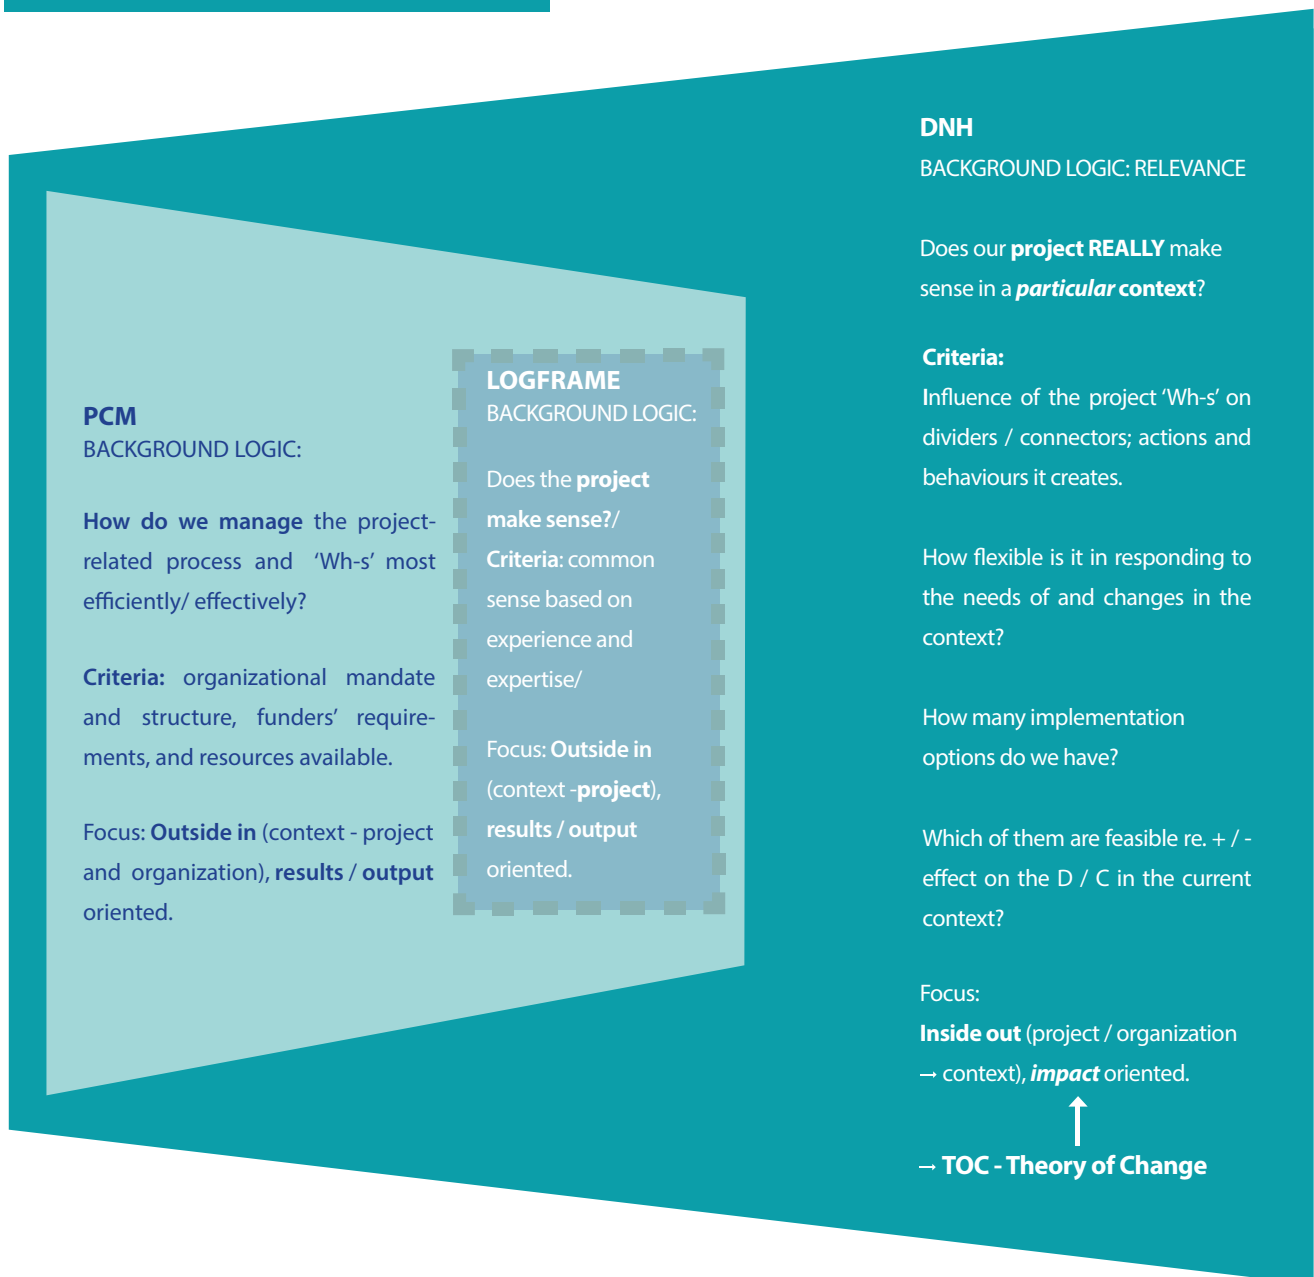 PCM
BACKGROUND LOGIC:
How do we manage the project-
related process and 'Wh-s' most
efficiently/ effectively?
Criteria: organizational mandate
and structure, funders' require-
ments, and resources available.
Focus: Outside in (context - project
and organization), results / output
oriented.
LOGFRAME
BACKGROUND LOGIC:
Does the project
make sense?/
Criteria: common
sense based on
experience and
expertise/
Focus: Outside in
(context -project),
results / output
oriented.
DNH
BACKGROUND LOGIC: RELEVANCE
Does our project REALLY make
sense in a particular context?
Criteria:
Influence of the project 'Wh-s' on
dividers / connectors; actions and
behaviours it creates.
How flexible is it in responding to
the needs of and changes in the
context?
How many implementation
options do we have?
Which of them are feasible re. + / -
effect on the D / C in the current
context?
Focus:
Inside out (project / organization
→ context), impact oriented.
→ TOC - Theory of Change